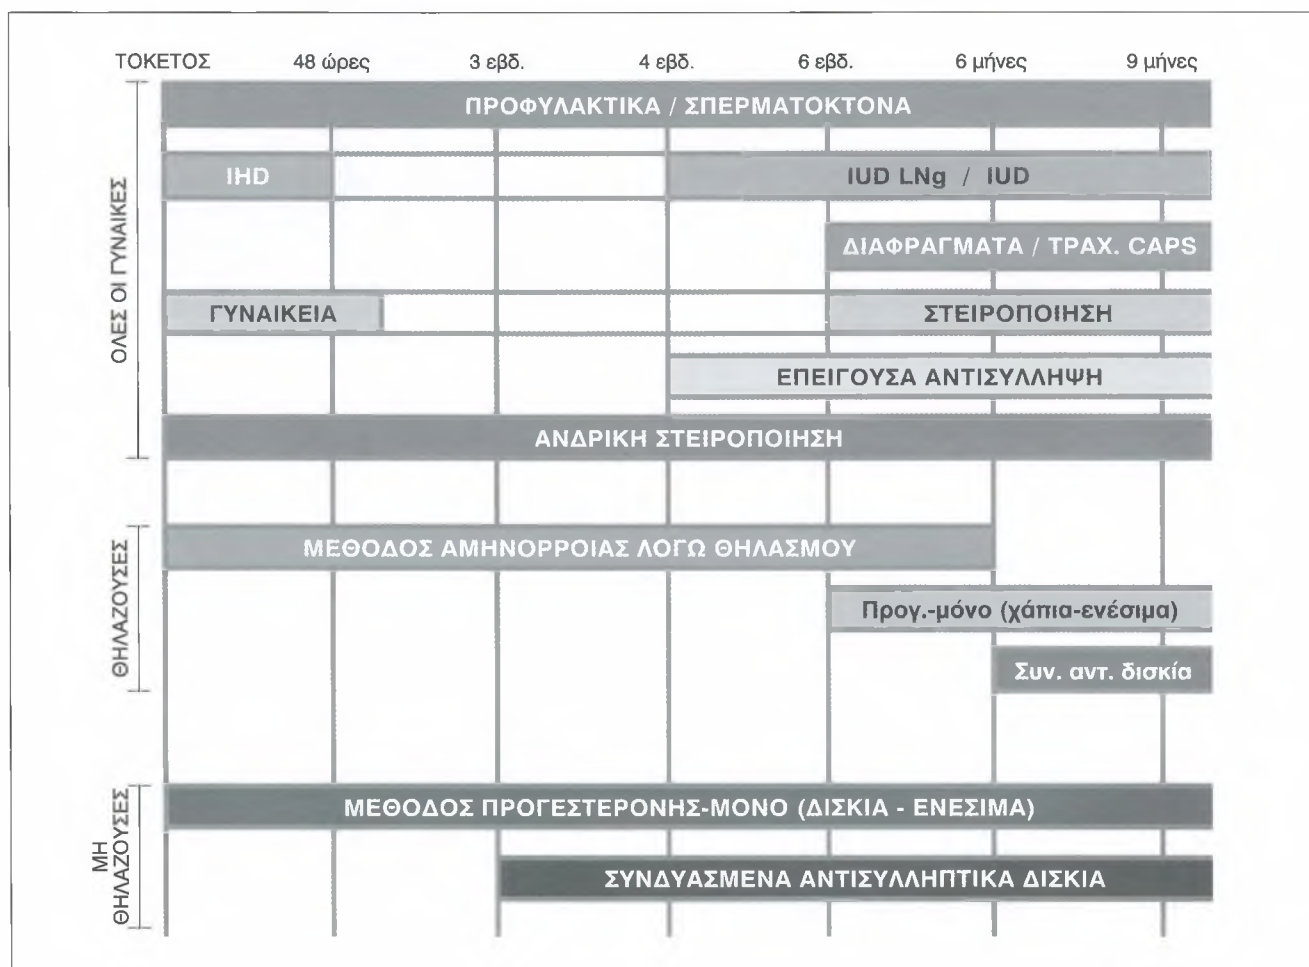 ΤΟΚΕΤΟΣ 48 ώρες 3 εβδ. 4 εβδ. 6 εβδ. 6 μήνες 9 μήνες
ΟΛΕΣ ΟΙ ΓΥΝΑΙΚΕΣ
ΠΡΟΦΥΛΑΚΤΙΚΑ / ΣΠΕΡΜΑΤΟΚΤΟΝΑ
IHD IUD LNg / IUD
ΔΙΑΦΡΑΓΜΑΤΑ / ΤΡΑΧ. CAPS
ΓΥΝΑΙΚΕΙΑ ΣΤΕΙΡΟΠΟΙΗΣΗ
ΕΠΕΙΓΟΥΣΑ ΑΝΤΙΣΥΛΛΗΨΗ
ΑΝΔΡΙΚΗ ΣΤΕΙΡΟΠΟΙΗΣΗ
ΘΗΛΑΖΟΥΣΕΣ
ΜΕΘΟΔΟΣ ΑΜΗΝΟΡΡΟΙΑΣ ΛΟΓΩ ΘΗΛΑΣΜΟΥ
Προγ.-μόνο (χάπια-ενέσιμα)
Συν. αντ. δισκία
ΜΗ
ΘΗΛΑΖΟΥΣΕΣ
ΜΕΘΟΔΟΣ ΠΡΟΓΕΣΤΕΡΟΝΗΣ-ΜΟΝΟ (ΔΙΣΚΙΑ - ΕΝΕΣΙΜΑ)
ΣΥΝΔΥΑΣΜΕΝΑ ΑΝΤΙΣΥΛΛΗΠΤΙΚΑ ΔΙΣΚΙΑ